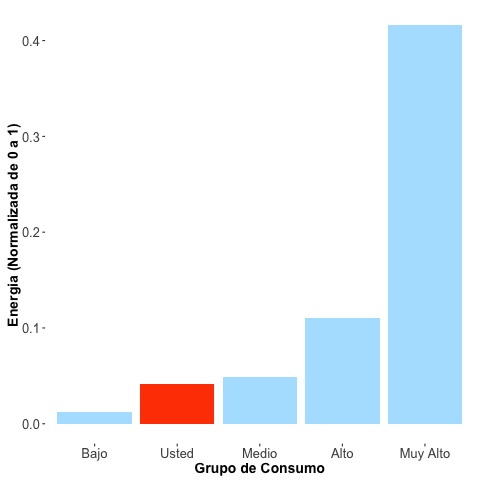 Energia (Normalizada de 0 a 1)
0.4
0.3
0.2
0.1
0.0
Bajo Usted Medio Alto Muy Alto
Grupo de Consumo